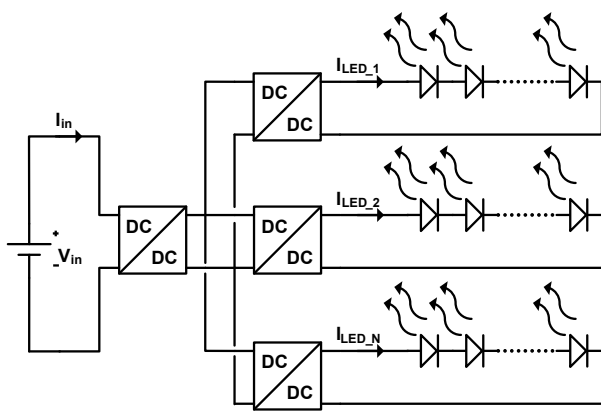 I_LED_1
DC
DC
I_in
I_LED_2
DC
DC
DC
DC
+
-V_in
I_LED_N
DC
DC